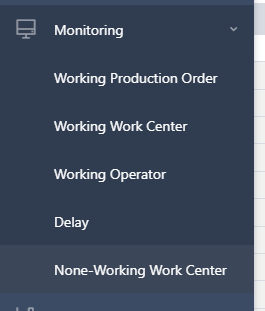 Monitoring
Working Production Order
Working Work Center
Working Operator
Delay
None-Working Work Center